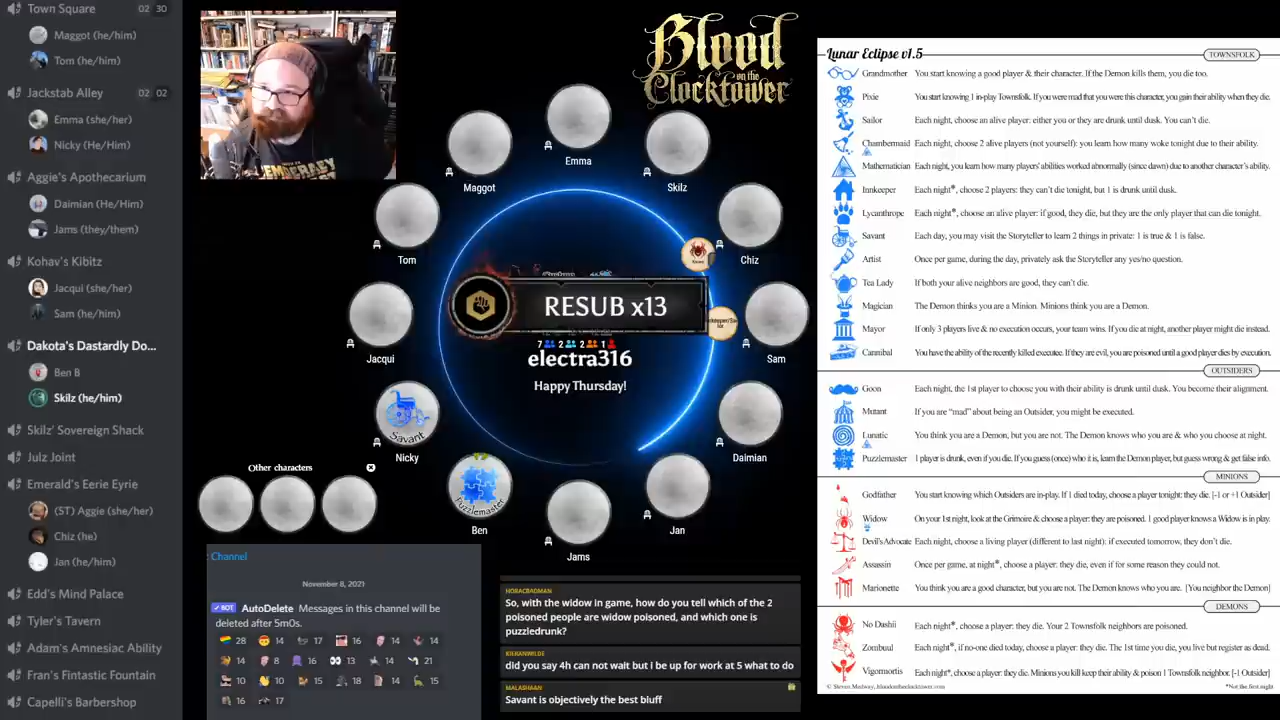 Town Square 02 30
Maggot (he/him)
Tom (he/him)
Jackstab Alley 02 02
Emma (she/her)
Nicky (He/Him)
Aggie's Apothecarium
Daimian (He/Him)
Jams (they/them)
Kohav's Kibitz
Jacqui (she/her)
Sam (he/him)
Dakota's Dastardly Do...
Ben B
Skilz (he/him)
Skilz' Sovereign Shack
Julz Joint
Emerald's Eerie Eyrie
(ST) Aggie (she/her)
Chiz (he)
Jan (he/him)
Edd's Mind Palace
Tyler's Tavern
Adam's Amnesiac Ability
Fran's Fantastic Fountain
Capelli's Barbershop
Blood
on the
Clocktower
Emma
Maggot
Skilz
Tom
Chiz
Jacqui
Sam
Savant
Nicky
Daimian
Puzzlemaster
Ben
Jan
Jams
RESUB x13
7 2 2 1
electra316
Happy Thursday!
Other characters
Channel
November 8, 2021
BOT AutoDelete Messages in this channel will be
deleted after 5m0s.
28 14 17 16 14 14
14 8 16 13 14 21
10 10 15 18 14 15
16 17
HORACBADMAN
So, with the widow in game, how do you tell which of the 2
poisoned people are widow poisoned, and which one is
puzzledrunk?
KIERANWILDE
did you say 4h can not wait but i be up for work at 5 what to do
MALASHAAN
Savant is objectively the best bluff
Lunar Eclipse v1.5
TOWNSFOLK
Grandmother You start knowing a good player & their character. If the Demon kills them, you die too.
Pixie You start knowing 1 in-play Townsfolk. If you were mad that you were this character, you gain their ability when they die.
Sailor Each night, choose an alive player: either you or they are drunk until dusk. You can't die.
Chambermaid Each night, choose 2 alive players (not yourself): you learn how many woke tonight due to their ability.
Mathematician Each night, you learn how many players' abilities worked abnormally (since dawn) due to another character's ability.
Innkeeper Each night*, choose 2 players: they can't die tonight, but 1 is drunk until dusk.
Lycanthrope Each night*, choose an alive player: if good, they die, but they are the only player that can die tonight.
Savant Each day, you may visit the Storyteller to learn 2 things in private: 1 is true & 1 is false.
Artist Once per game, during the day, privately ask the Storyteller any yes/no question.
Tea Lady If both your alive neighbors are good, they can't die.
Magician The Demon thinks you are a Minion. Minions think you are a Demon.
Mayor If only 3 players live & no execution occurs, your team wins. If you die at night, another player might die instead.
Cannibal You have the ability of the recently killed executee. If they are evil, you are poisoned until a good player dies by execution.
OUTSIDERS
Goon Each night, the 1st player to choose you with their ability is drunk until dusk. You become their alignment.
Mutant If you are "mad" about being an Outsider, you might be executed.
Lunatic You think you are a Demon, but you are not. The Demon knows who you are & who you choose at night.
Puzzlemaster 1 player is drunk, even if you die. If you guess (once) who it is, learn the Demon player, but guess wrong & get false info.
MINIONS
Godfather You start knowing which Outsiders are in-play. If 1 died today, choose a player tonight: they die. [-1 or +1 Outsider]
Widow On your 1st night, look at the Grimoire & choose a player: they are poisoned. 1 good player knows a Widow is in play.
Devil'sAdvocate Each night, choose a living player (different to last night): if executed tomorrow, they don't die.
Assassin Once per game, at night*, choose a player: they die, even if for some reason they could not.
Marionette You think you are a good character, but you are not. The Demon knows who you are. [You neighbor the Demon]
DEMONS
No Dashii Each night*, choose a player: they die. Your 2 Townsfolk neighbors are poisoned.
Zombuul Each night*, if no-one died today, choose a player: they die. The 1st time you die, you live but register as dead.
Vigormortis Each night*, choose a player: they die. Minions you kill keep their ability & poison 1 Townsfolk neighbor. [-1 Outsider]
© Steven Medway, bloodontheclocktower.com *Not the first night